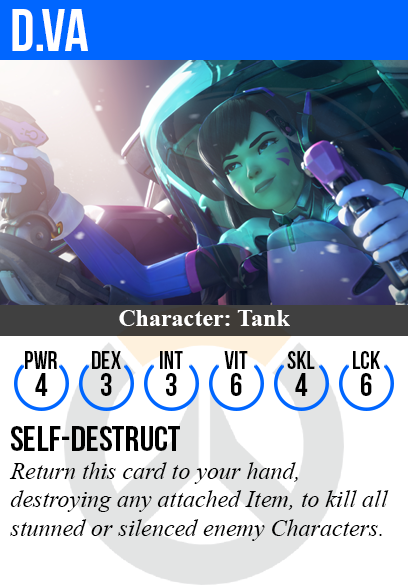 D.VA
Character: Tank
PWR DEX INT VIT SKL LCK
4 3 3 6 4 6
SELF-DESTRUCT
Return this card to your hand,
destroying any attached Item, to kill all
stunned or silenced enemy Characters.